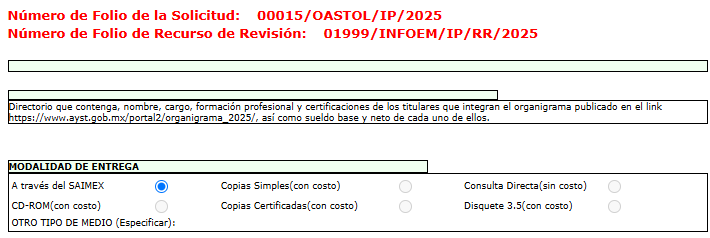 Número de Folio de la Solicitud: 00015/OASTOL/IP/2025
Número de Folio de Recurso de Revisión: 01999/INFOEM/IP/RR/2025
Directorio que contenga, nombre, cargo, formación profesional y certificaciones de los titulares que integran el organigrama publicado en el link
https://www.ayst.gob.mx/portal2/organigrama_2025/, así como sueldo base y neto de cada uno de ellos.
MODALIDAD DE ENTREGA
A través del SAIMEX Copias Simples(con costo) Consulta Directa(sin costo)
CD-ROM(con costo) Copias Certificadas(con costo) Disquete 3.5(con costo)
OTRO TIPO DE MEDIO (Especificar):